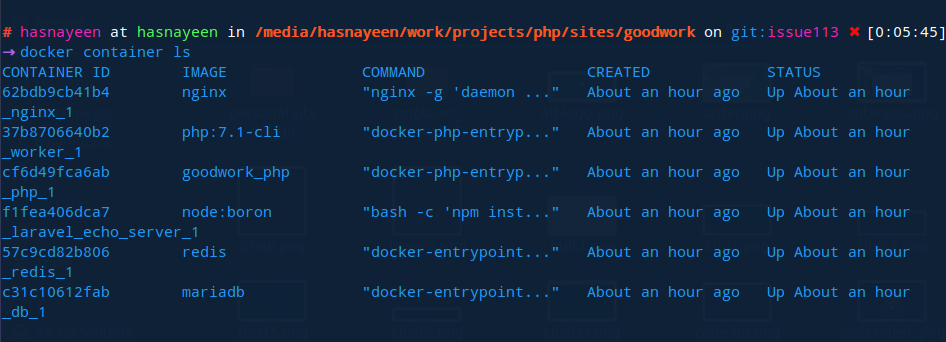 # hasnayeen at hasnayeen in /media/hasnayeen/work/projects/php/sites/goodwork on git:issue113 ✖ [0:05:45]
→ docker container ls
CONTAINER ID IMAGE COMMAND CREATED STATUS
62bdb9cb41b4 nginx "nginx -g 'daemon ..." About an hour ago Up About an hour
_nginx_1
37b8706640b2 php:7.1-cli "docker-php-entryp..." About an hour ago Up About an hour
_worker_1
cf6d49fca6ab goodwork_php "docker-php-entryp..." About an hour ago Up About an hour
_php_1
f1fea406dca7 node:boron "bash -c 'npm inst..." About an hour ago Up About an hour
_laravel_echo_server_1
57c9cd82b806 redis "docker-entrypoint..." About an hour ago Up About an hour
_redis_1
c31c10612fab mariadb "docker-entrypoint..." About an hour ago Up About an hour
_db_1